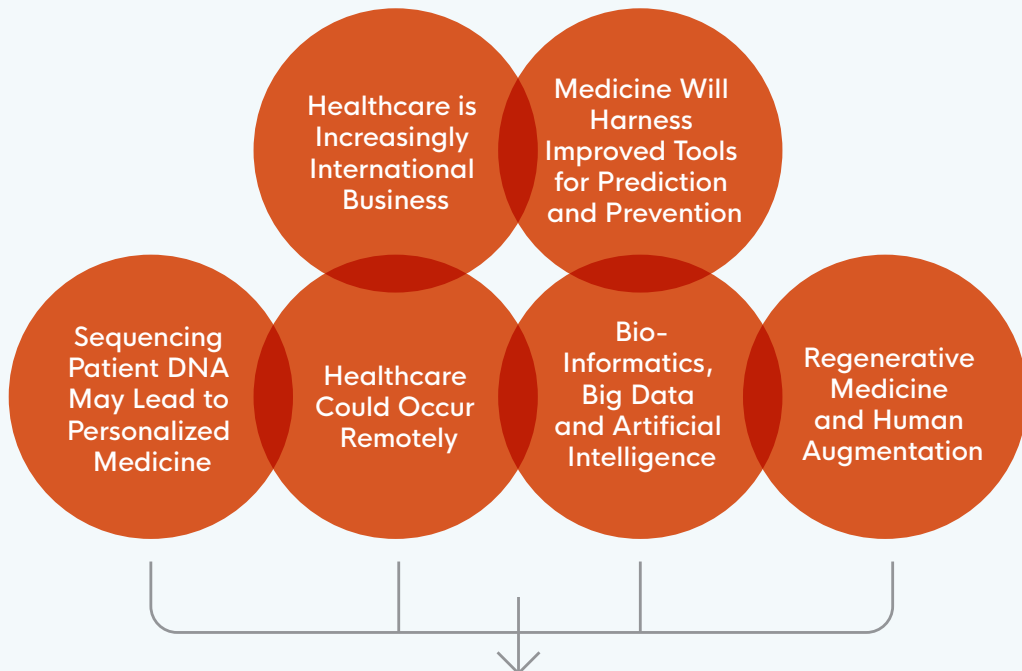 Healthcare is
Increasingly
International
Business
Medicine Will
Harness
Improved Tools
for Prediction
and Prevention
Sequencing
Patient DNA
May Lead to
Personalized
Medicine
Healthcare
Could Occur
Remotely
Bio-
Informatics,
Big Data
and Artificial
Intelligence
Regenerative
Medicine
and Human
Augmentation